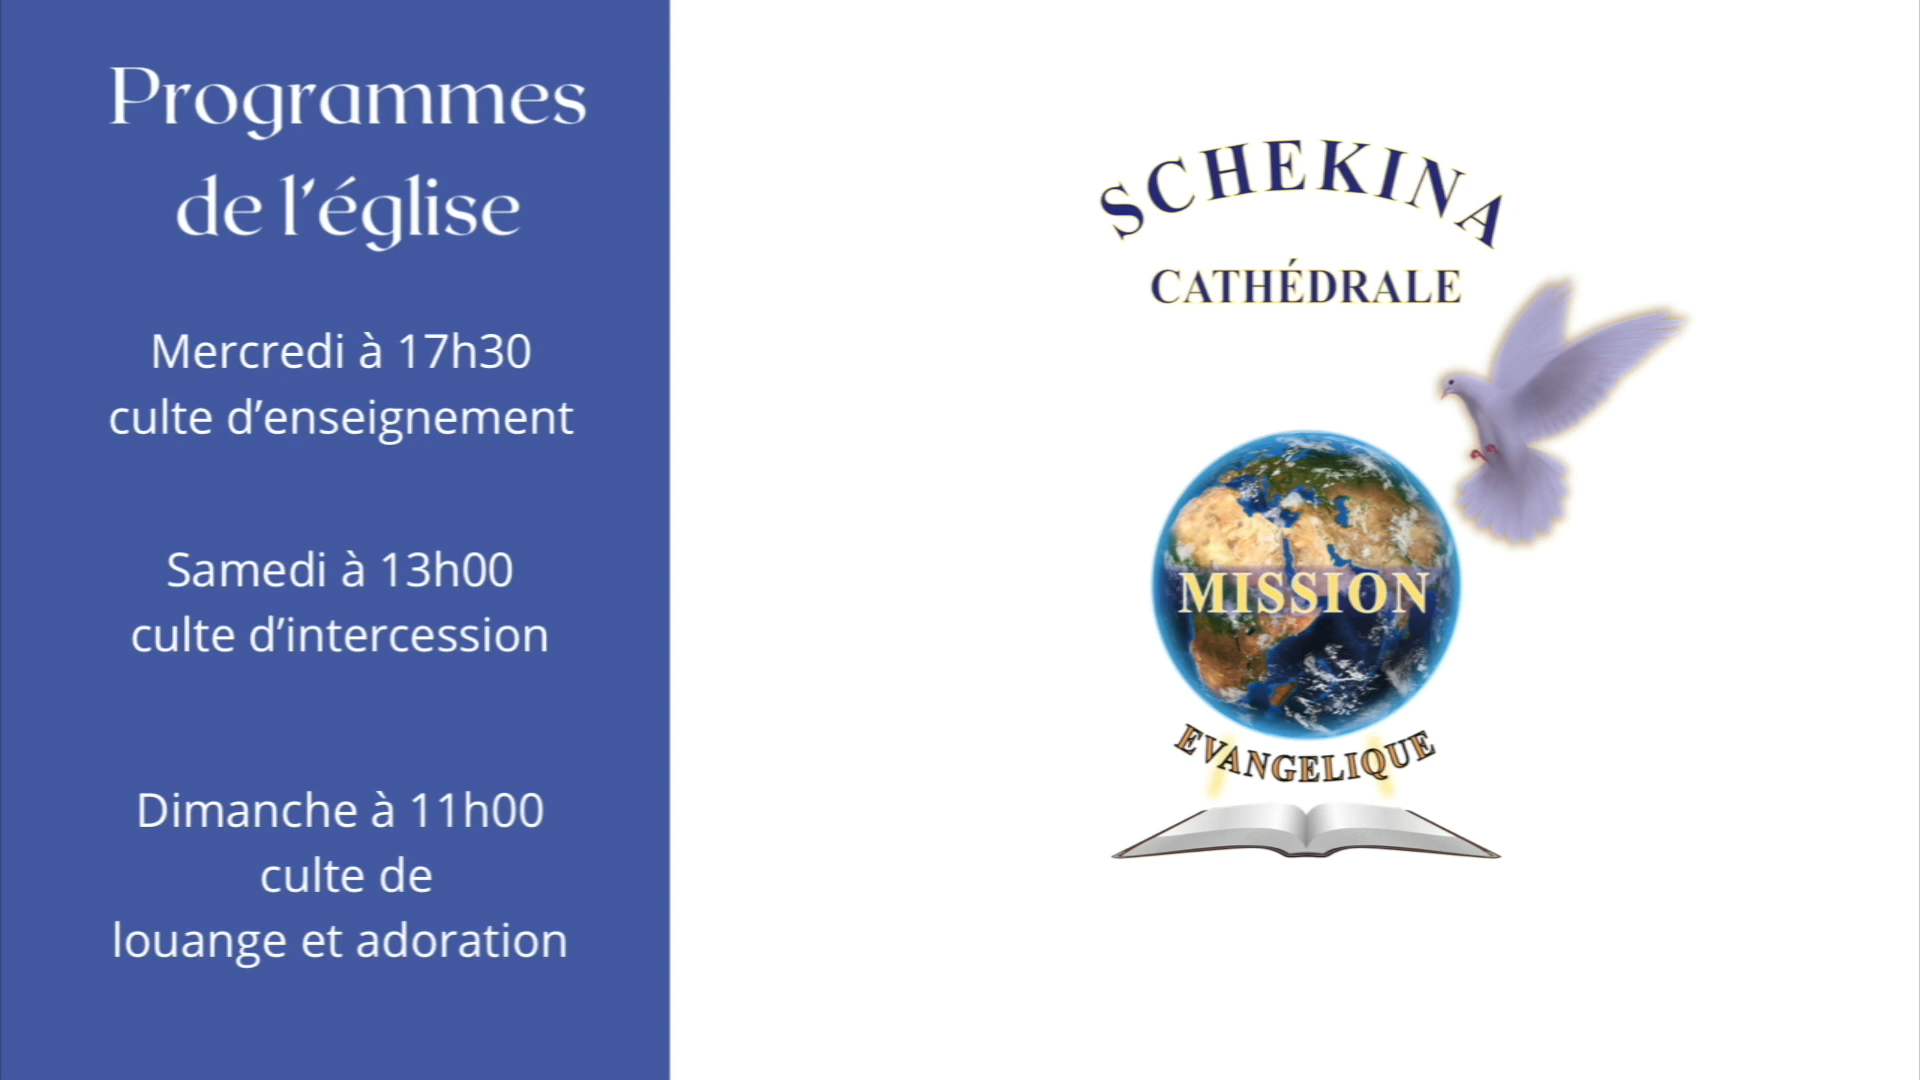 Programmes
de l’église
Mercredi à 17h30
culte d’enseignement
Samedi à 13h00
culte d’intercession
Dimanche à 11h00
culte de
louange et adoration
SCHEKINA
CATHÉDRALE
MISSION
EVANGELIQUE